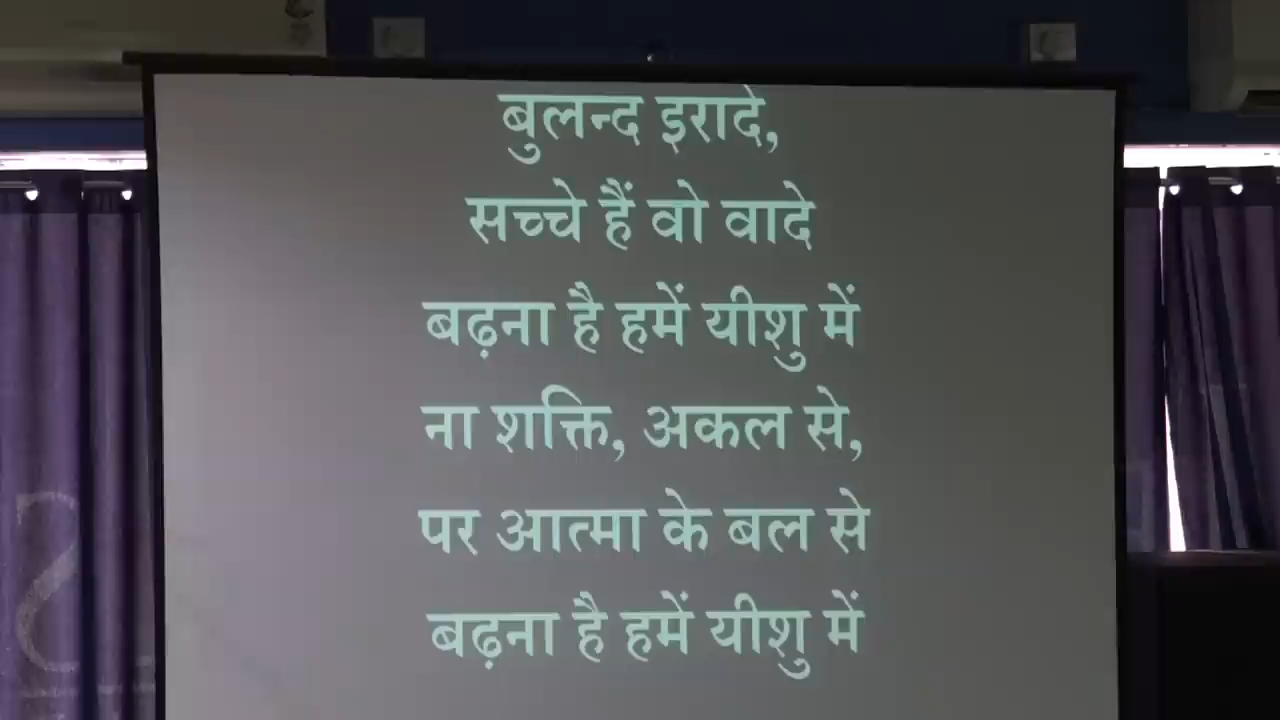 बुलन्द इरादे,
सच्चे हैं वो वादे
बढ़ना है हमें यीशु में
ना शक्ति, अकल से,
पर आत्मा के बल से
बढ़ना है हमें यीशु में